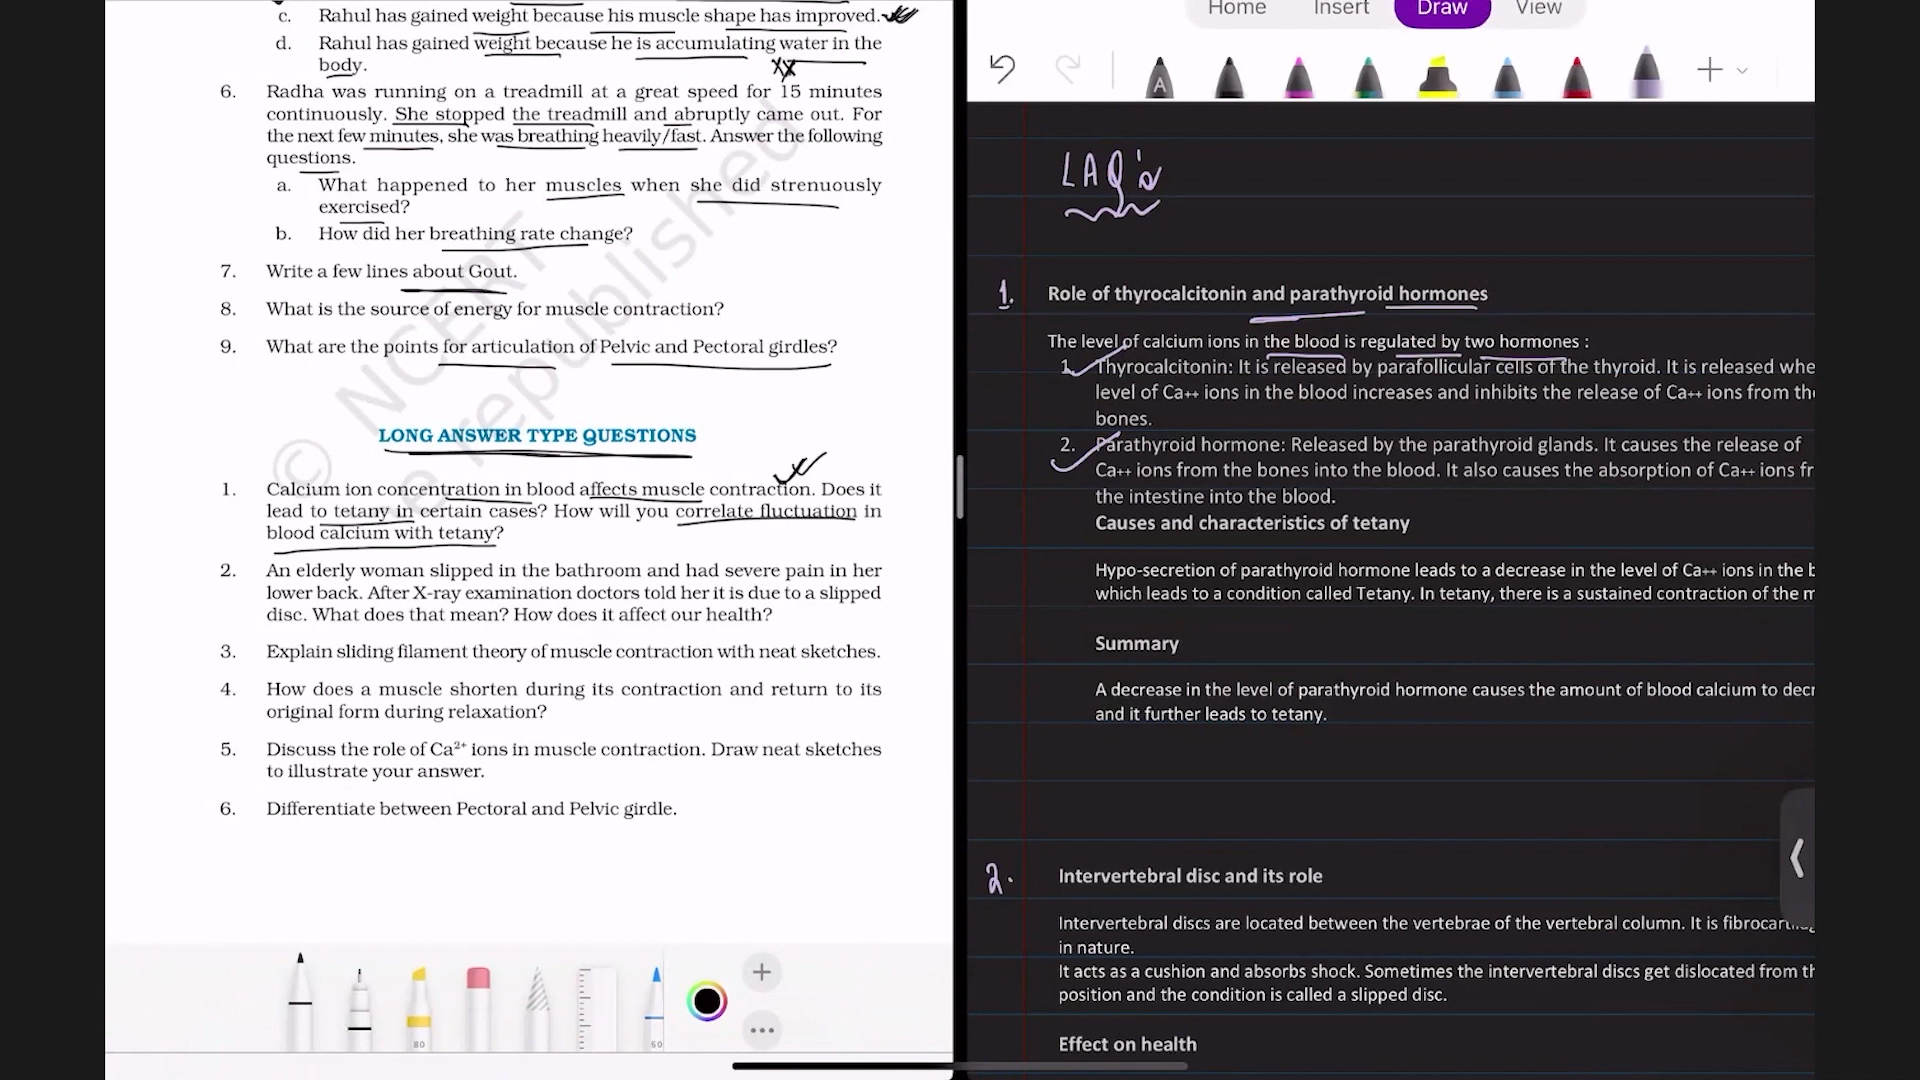 c. Rahul has gained weight because his muscle shape has improved.
d. Rahul has gained weight because he is accumulating water in the
body.
6. Radha was running on a treadmill at a great speed for 15 minutes
continuously. She stopped the treadmill and abruptly came out. For
the next few minutes, she was breathing heavily/fast. Answer the following
questions.
a. What happened to her muscles when she did strenuously
exercised?
b. How did her breathing rate change?
7. Write a few lines about Gout.
8. What is the source of energy for muscle contraction?
9. What are the points for articulation of Pelvic and Pectoral girdles?
© NCERT
be republished
LONG ANSWER TYPE QUESTIONS
1. Calcium ion concentration in blood affects muscle contraction. Does it
lead to tetany in certain cases? How will you correlate fluctuation in
blood calcium with tetany?
2. An elderly woman slipped in the bathroom and had severe pain in her
lower back. After X-ray examination doctors told her it is due to a slipped
disc. What does that mean? How does it affect our health?
3. Explain sliding filament theory of muscle contraction with neat sketches.
4. How does a muscle shorten during its contraction and return to its
original form during relaxation?
5. Discuss the role of Ca²⁺ ions in muscle contraction. Draw neat sketches
to illustrate your answer.
6. Differentiate between Pectoral and Pelvic girdle.
80
50
Home Insert Draw View
A
LAQ's
1. Role of thyrocalcitonin and parathyroid hormones
The level of calcium ions in the blood is regulated by two hormones :
1. Thyrocalcitonin: It is released by parafollicular cells of the thyroid. It is released whe
level of Ca++ ions in the blood increases and inhibits the release of Ca++ ions from th
bones.
2. Parathyroid hormone: Released by the parathyroid glands. It causes the release of
Ca++ ions from the bones into the blood. It also causes the absorption of Ca++ ions fr
the intestine into the blood.
Causes and characteristics of tetany
Hypo-secretion of parathyroid hormone leads to a decrease in the level of Ca++ ions in the b
which leads to a condition called Tetany. In tetany, there is a sustained contraction of the m
Summary
A decrease in the level of parathyroid hormone causes the amount of blood calcium to decr
and it further leads to tetany.
2. Intervertebral disc and its role
Intervertebral discs are located between the vertebrae of the vertebral column. It is fibrocartilag
in nature.
It acts as a cushion and absorbs shock. Sometimes the intervertebral discs get dislocated from th
position and the condition is called a slipped disc.
Effect on health